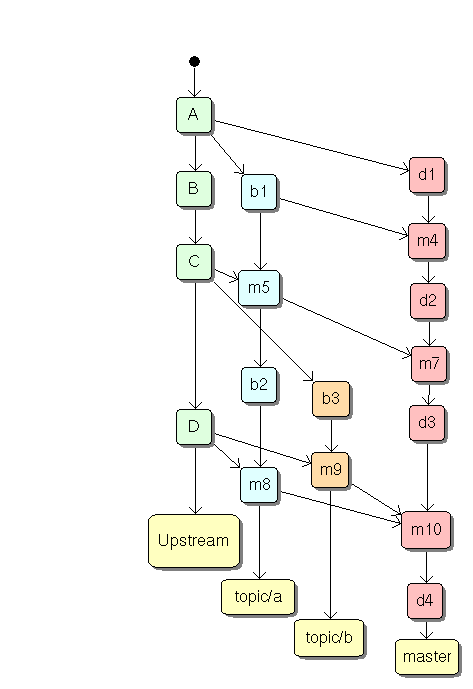 A
d1
B
b1
m4
C
m5
d2
m7
b2
b3
d3
D
m9
m8
m10
Upstream
topic/a
d4
topic/b
master